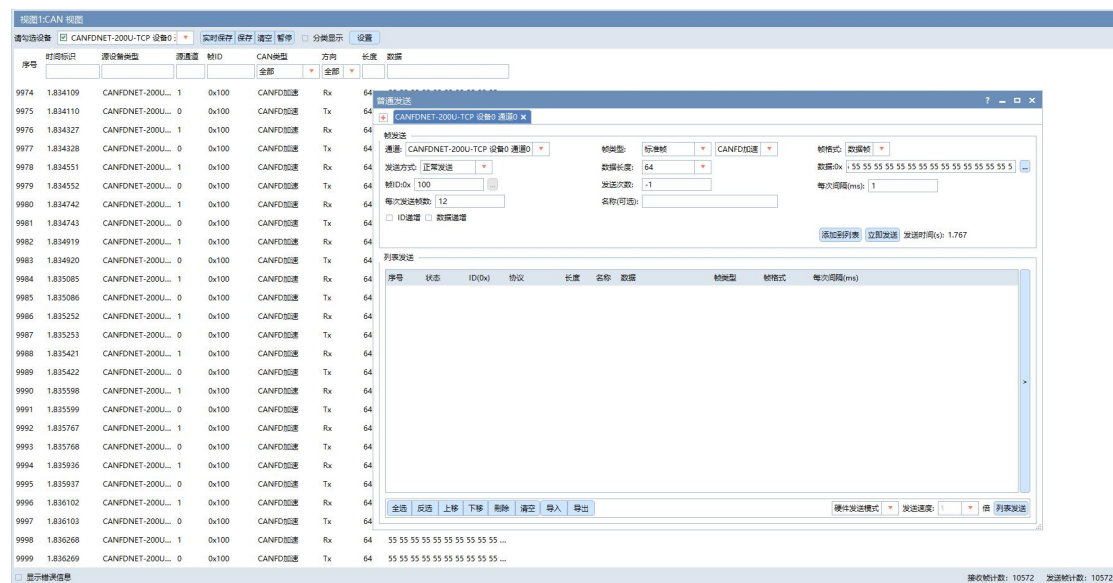 视图1:CAN 视图
请勾选设备 CANFDNET-200U-TCP 设备0 : 实时保存 保存 清空 暂停 分类显示 设置
序号 时间标识 源设备类型 源通道 帧ID CAN类型 方向 长度 数据
全部 全部
9974 1.834109 CANFDNET-200U... 1 0x100 CANFD加速 Rx 64
9975 1.834110 CANFDNET-200U... 0 0x100 CANFD加速 Tx 64
9976 1.834327 CANFDNET-200U... 1 0x100 CANFD加速 Rx 64
9977 1.834328 CANFDNET-200U... 0 0x100 CANFD加速 Tx 64
9978 1.834551 CANFDNET-200U... 1 0x100 CANFD加速 Rx 64
9979 1.834552 CANFDNET-200U... 0 0x100 CANFD加速 Tx 64
9980 1.834742 CANFDNET-200U... 1 0x100 CANFD加速 Rx 64
9981 1.834743 CANFDNET-200U... 0 0x100 CANFD加速 Tx 64
9982 1.834919 CANFDNET-200U... 1 0x100 CANFD加速 Rx 64
9983 1.834920 CANFDNET-200U... 0 0x100 CANFD加速 Tx 64
9984 1.835085 CANFDNET-200U... 1 0x100 CANFD加速 Rx 64
9985 1.835086 CANFDNET-200U... 0 0x100 CANFD加速 Tx 64
9986 1.835252 CANFDNET-200U... 1 0x100 CANFD加速 Rx 64
9987 1.835253 CANFDNET-200U... 0 0x100 CANFD加速 Tx 64
9988 1.835421 CANFDNET-200U... 1 0x100 CANFD加速 Rx 64
9989 1.835422 CANFDNET-200U... 0 0x100 CANFD加速 Tx 64
9990 1.835598 CANFDNET-200U... 1 0x100 CANFD加速 Rx 64
9991 1.835599 CANFDNET-200U... 0 0x100 CANFD加速 Tx 64
9992 1.835767 CANFDNET-200U... 1 0x100 CANFD加速 Rx 64
9993 1.835768 CANFDNET-200U... 0 0x100 CANFD加速 Tx 64
9994 1.835936 CANFDNET-200U... 1 0x100 CANFD加速 Rx 64
9995 1.835937 CANFDNET-200U... 0 0x100 CANFD加速 Tx 64
9996 1.836102 CANFDNET-200U... 1 0x100 CANFD加速 Rx 64
9997 1.836103 CANFDNET-200U... 0 0x100 CANFD加速 Tx 64
9998 1.836268 CANFDNET-200U... 1 0x100 CANFD加速 Rx 64 55 55 55 55 55 55 55 55 55 55 ...
9999 1.836269 CANFDNET-200U... 0 0x100 CANFD加速 Tx 64 55 55 55 55 55 55 55 55 55 55 ...
普通发送
CANFDNET-200U-TCP 设备0 通道0
帧发送
通道: CANFDNET-200U-TCP 设备0 通道0 帧类型: 标准帧 CANFD加速 帧格式: 数据帧
发送方式: 正常发送 数据长度: 64 数据:0x 55 55 55 55 55 55 55 55 55 55 55 55 55 55 55 5 ...
帧ID:0x 100 ... 发送次数: -1 每次间隔(ms): 1
每次发送帧数: 12 名称(可选):
ID递增 数据递增
添加到列表 立即发送 发送时间(s): 1.767
列表发送
序号 状态 ID(0x) 协议 长度 名称 数据 帧类型 帧格式 每次间隔(ms)
>
全选 反选 上移 下移 删除 清空 导入 导出 硬件发送模式 发送速度: 1 倍 列表发送
显示错误信息 接收帧计数: 10572 发送帧计数: 10572